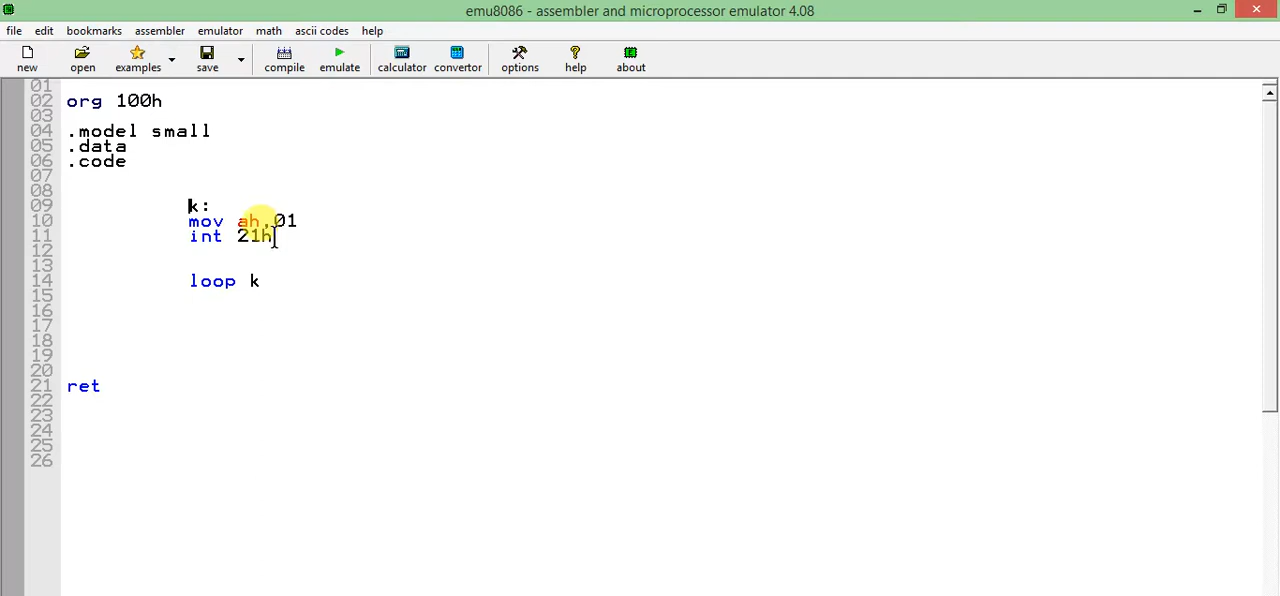 emu8086 - assembler and microprocessor emulator 4.08
file edit bookmarks assembler emulator math ascii codes help
new open examples save compile emulate calculator convertor options help about
01
02 org 100h
03
04 .model small
05 .data
06 .code
07
08
09 k:
10 mov ah,01
11 int 21h
12
13
14 loop k
15
16
17
18
19
20
21 ret
22
23
24
25
26